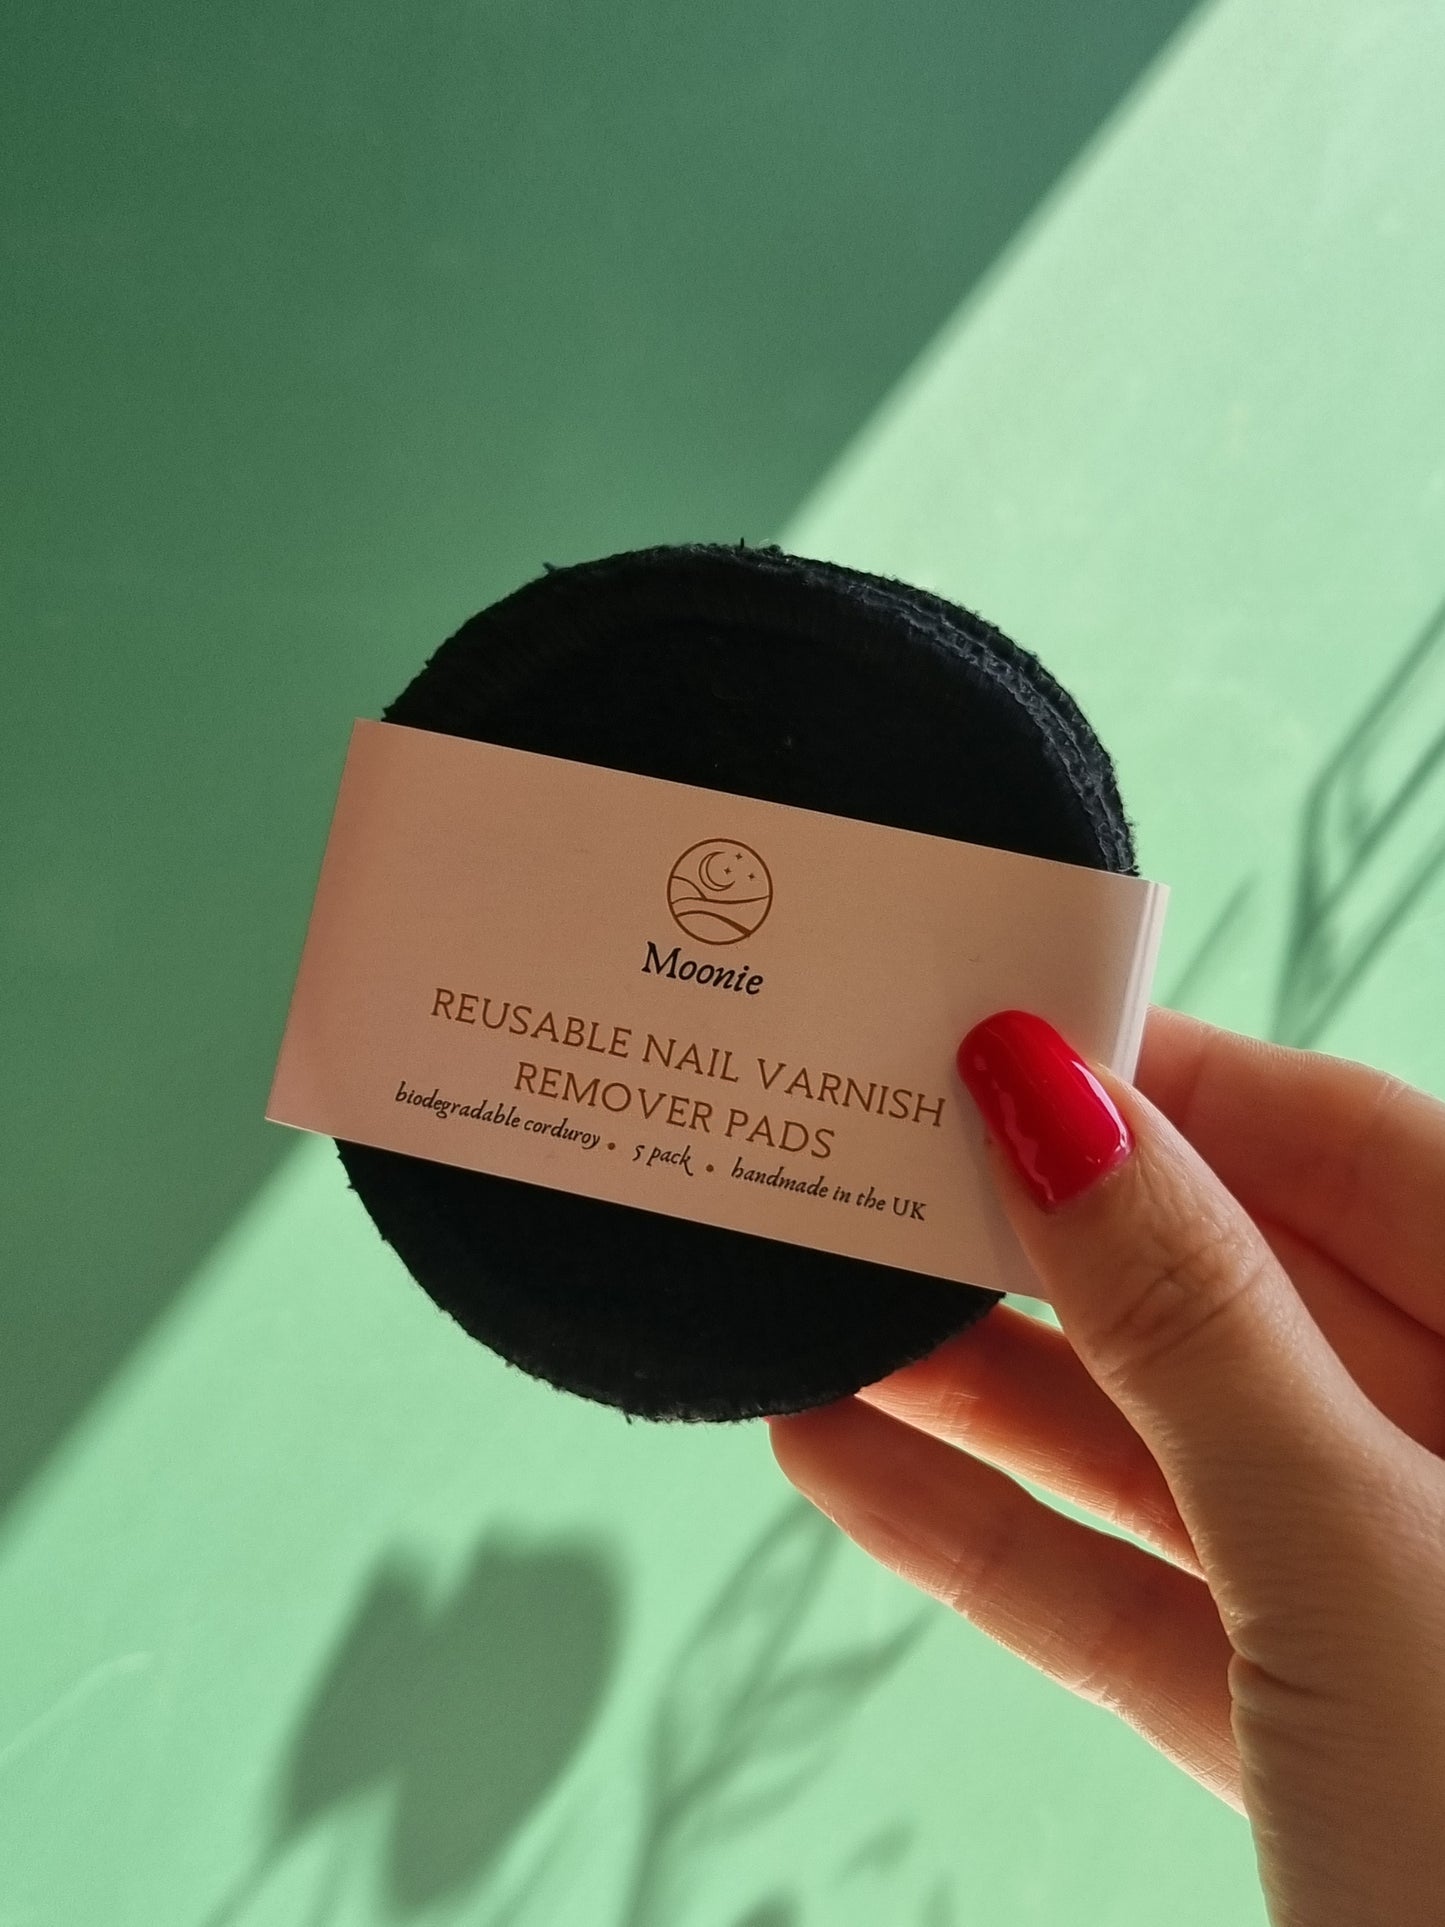 Moonie
REUSABLE NAIL VARNISH
REMOVER PADS
biodegradable corduroy • 5 pack • handmade in the UK